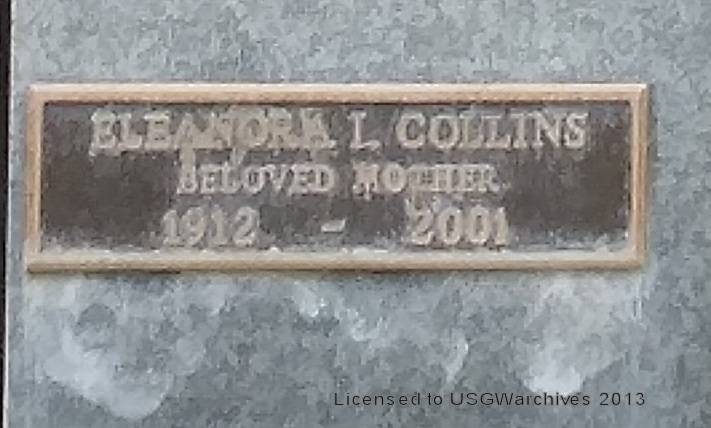 ELEANORA L COLLINS
BELOVED MOTHER
1912 - 2001
Licensed to USGWarchives 2013